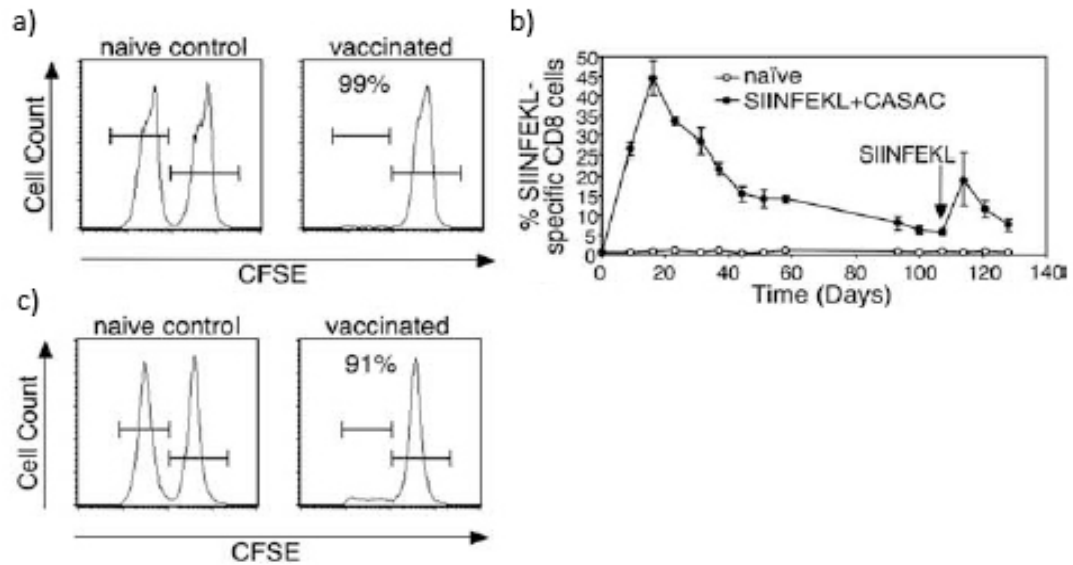 a)
naive control
vaccinated
99%
Cell Count
CFSE
b)
% SIINFEKL-
specific CD8 cells
50
45
40
35
30
25
20
15
10
5
0
naïve
SIINFEKL+CASAC
SIINFEKL
0
20
40
60
80
100
120
140
Time (Days)
c)
naive control
vaccinated
91%
Cell Count
CFSE